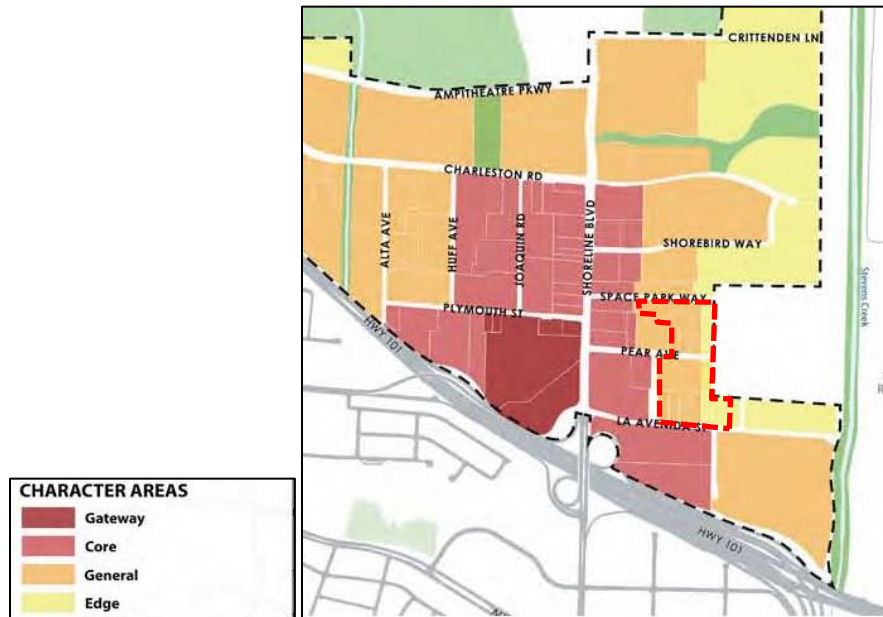 CRITTENDEN LN
AMPITHEATRE PKWY
CHARLESTON RD
ALTA AVE
HUFF AVE
JOAQUIN RD
SHORELINE BLVD
SHOREBIRD WAY
SPACE PARK WAY
PLYMOUTH ST
PEAR AVE
HWY 101
LA AVENIDA ST
Stevens Creek
HWY 101
CHARACTER AREAS
Gateway
Core
General
Edge